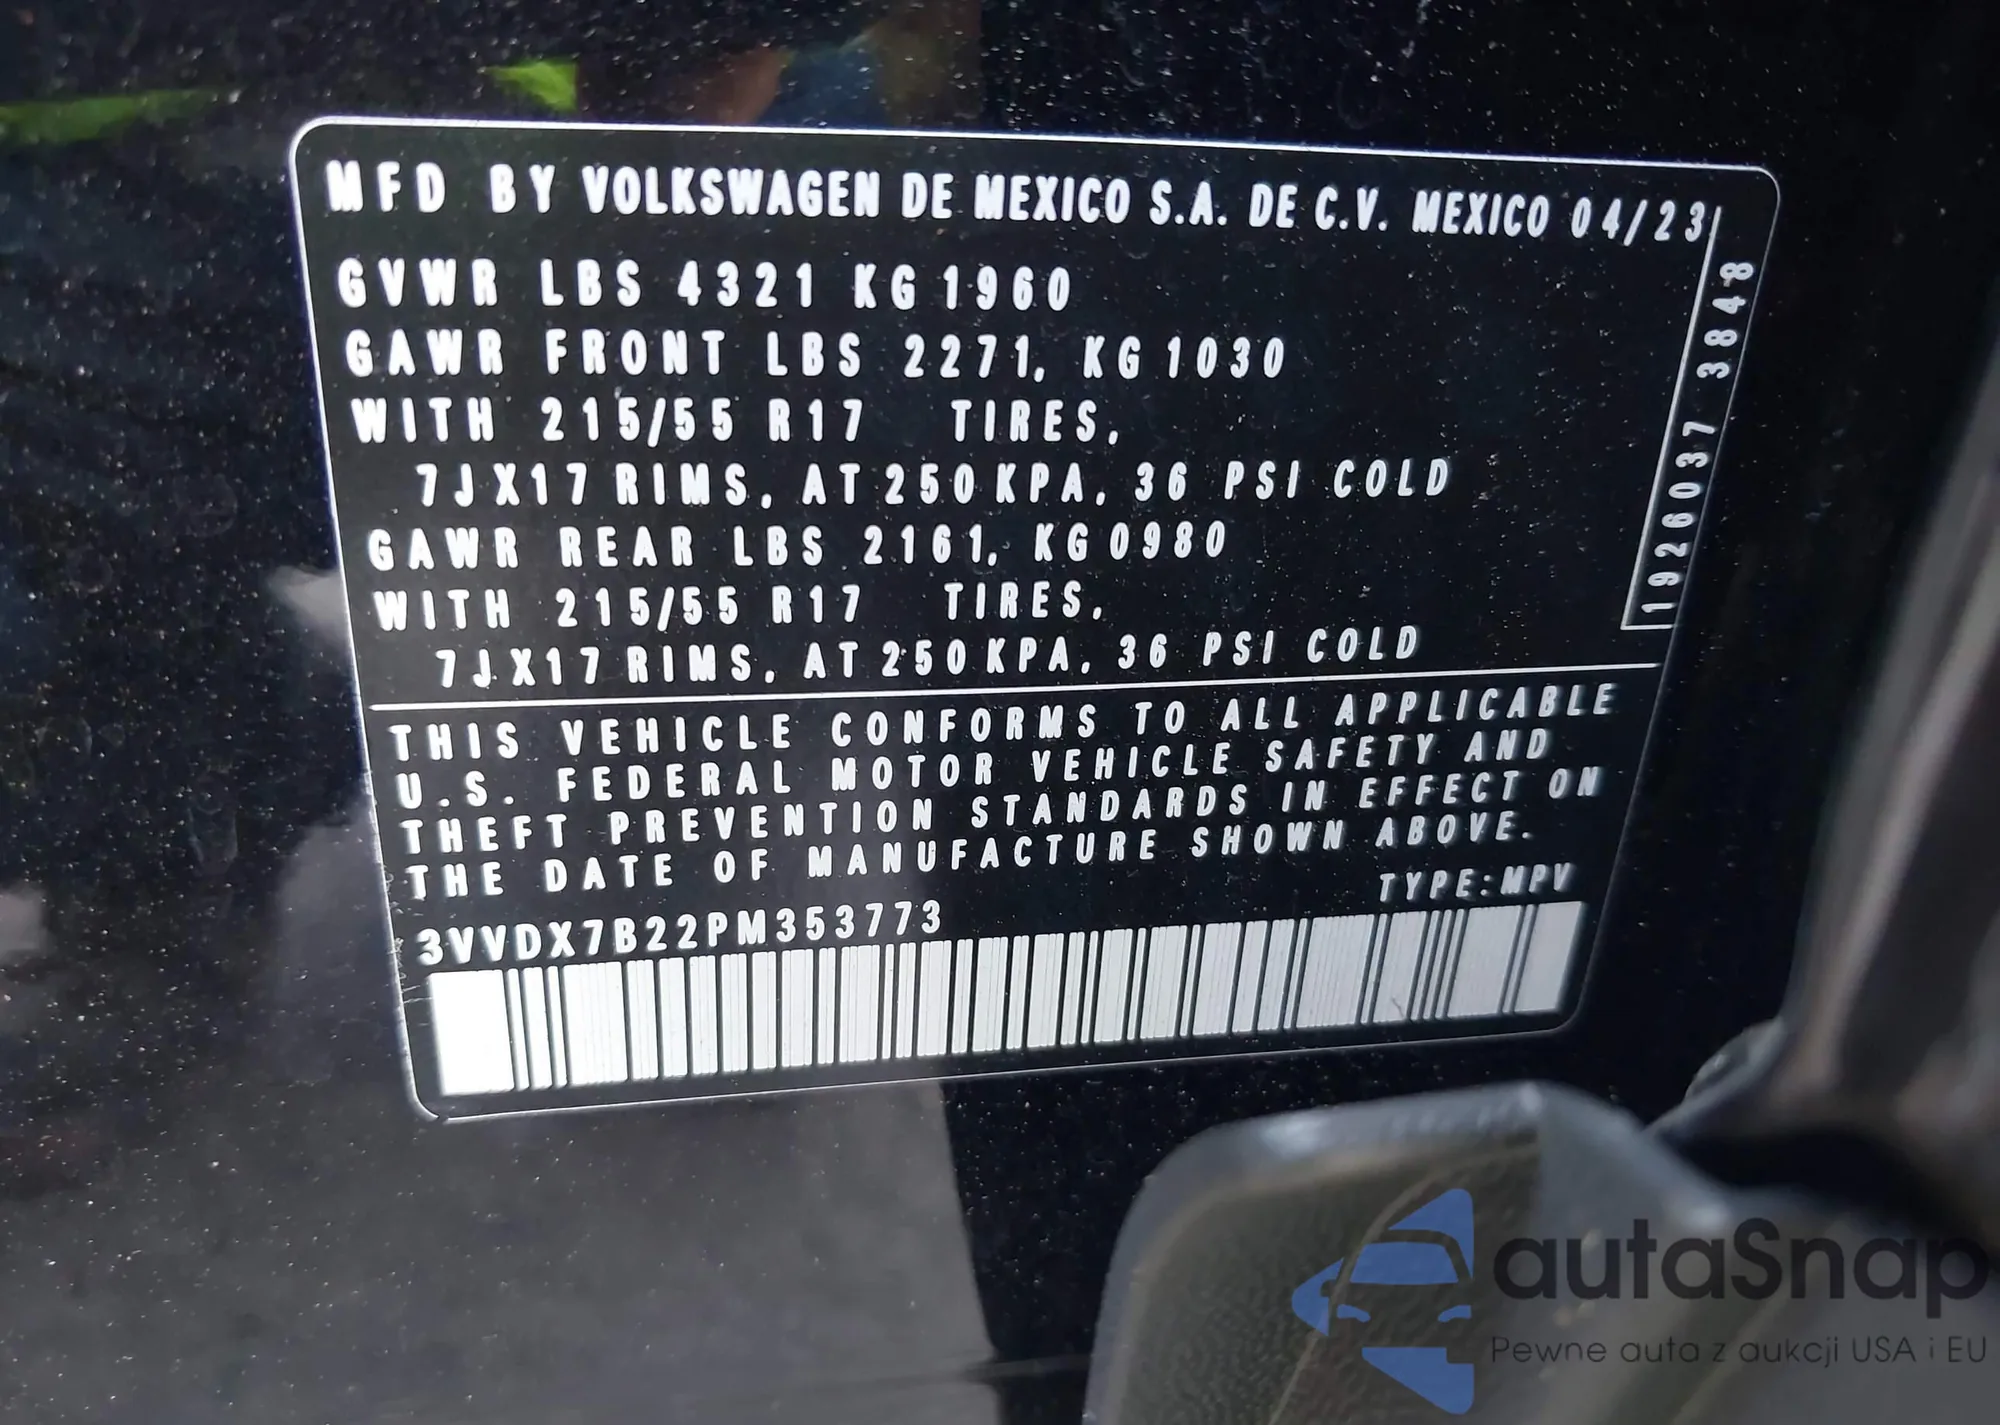 MFD BY VOLKSWAGEN DE MEXICO S.A. DE C.V. MEXICO 04/23
GVWR LBS 4321 KG 1960
GAWR FRONT LBS 2271, KG 1030
WITH 215/55 R17 TIRES,
7JX17 RIMS, AT 250 KPA, 36 PSI COLD
GAWR REAR LBS 2161, KG 0980
WITH 215/55 R17 TIRES,
7JX17 RIMS, AT 250 KPA, 36 PSI COLD
1926037 3848
THIS VEHICLE CONFORMS TO ALL APPLICABLE
U.S. FEDERAL MOTOR VEHICLE SAFETY AND
THEFT PREVENTION STANDARDS IN EFFECT ON
THE DATE OF MANUFACTURE SHOWN ABOVE.
TYPE:MPV
3VVDX7B22PM353773
autaSnap
Pewne auta z aukcji USA i EU